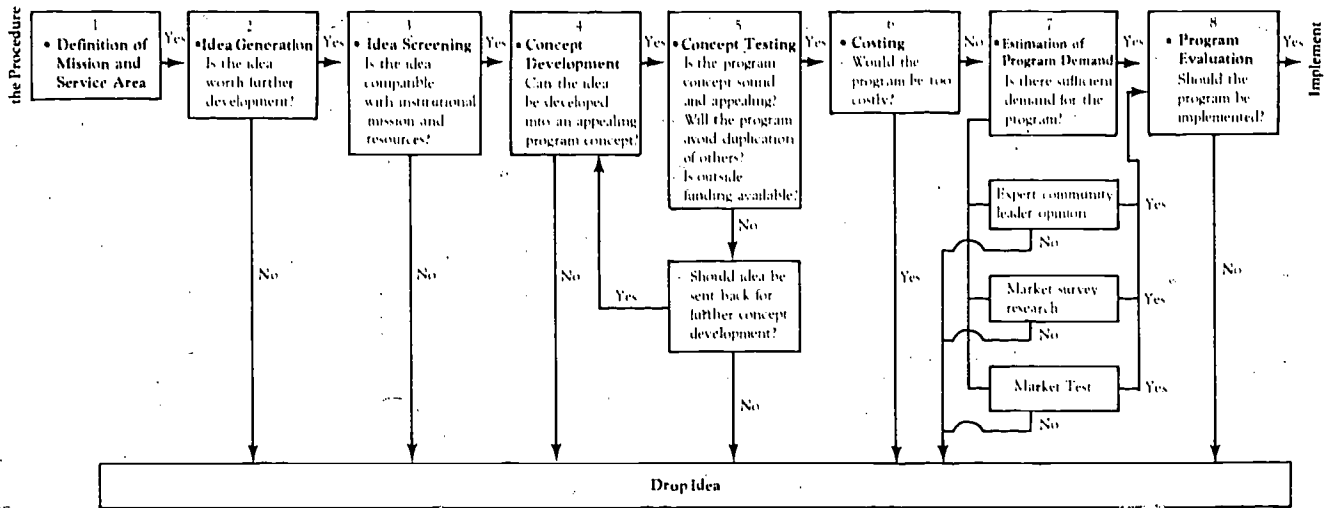 the Procedure
1
• Definition of
Mission and
Service Area
Yes
2
• Idea Generation
Is the idea
worth further
development?
Yes
No
3
• Idea Screening
Is the idea
companible
with institutional
mission and
resources?
Yes
No
4
• Concept
Development
Can the idea
be developed
into an appealing
program concept?
Yes
No
5
• Concept Testing
Is the program
concept sound
and appealing?
· Will the program
avoid duplication
of others?
· Is outside
funding available?
Yes
No
· Should idea be
sent back for
further concept
development?
Yes
No
6
• Costing
· Would the
program be too
costly?
No
Yes
7
• Estimation of
Program Demand
Is there sufficient
demand for the
program?
Yes
Expert community
leader opinion
Yes
No
Market survey
research
Yes
No
Market Test
Yes
No
8
• Program
Evaluation
Should the
program be
implemented?
Yes
No
Implement
Drop Idea